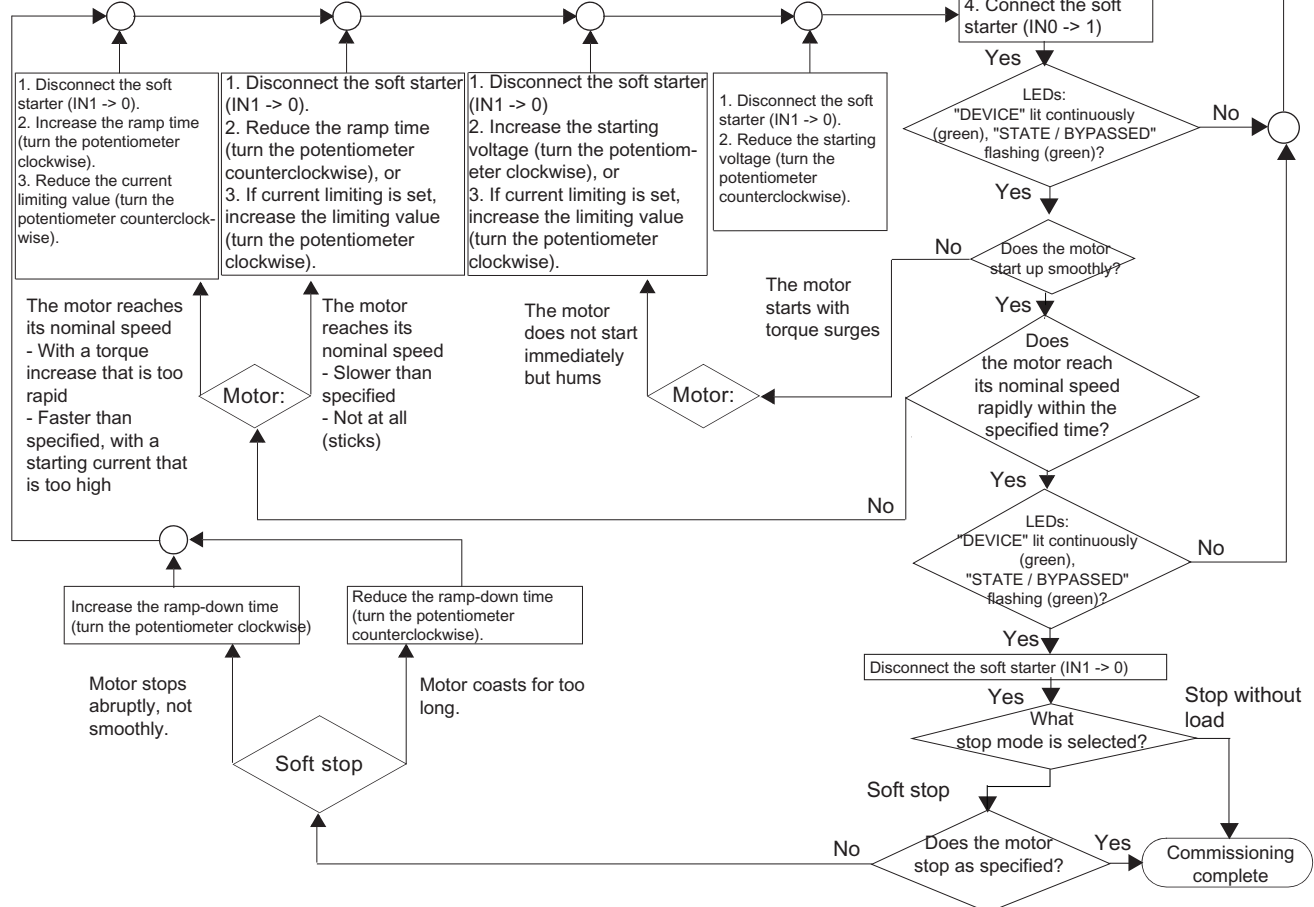 4. Connect the soft
starter (IN0 -> 1)
Yes
LEDs:
"DEVICE" lit continuously
(green), "STATE / BYPASSED"
flashing (green)?
No
Yes
1. Disconnect the soft
starter (IN1 -> 0).
2. Increase the ramp time
(turn the potentiometer
clockwise).
3. Reduce the current
limiting value (turn the
potentiometer counterclock-
wise).
1. Disconnect the soft starter
(IN1 -> 0).
2. Reduce the ramp time
(turn the potentiometer
counterclockwise), or
3. If current limiting is set,
increase the limiting value
(turn the potentiometer
clockwise).
1. Disconnect the soft starter
(IN1 -> 0)
2. Increase the starting
voltage (turn the potentiom-
eter clockwise), or
3. If current limiting is set,
increase the limiting value
(turn the potentiometer
clockwise).
1. Disconnect the soft
starter (IN1 -> 0).
2. Reduce the starting
voltage (turn the
potentiometer
counterclockwise).
No
Does the motor
start up smoothly?
Yes
The motor reaches
its nominal speed
- With a torque
increase that is too
rapid
- Faster than
specified, with a
starting current that
is too high
Motor:
The motor
reaches its
nominal speed
- Slower than
specified
- Not at all
(sticks)
The motor
does not start
immediately
but hums
Motor:
The motor
starts with
torque surges
Does
the motor reach
its nominal speed
rapidly within the
specified time?
No
Yes
LEDs:
"DEVICE" lit continuously
(green),
"STATE / BYPASSED"
flashing (green)?
No
Yes
Increase the ramp-down time
(turn the potentiometer clockwise)
Reduce the ramp-down time
(turn the potentiometer
counterclockwise).
Disconnect the soft starter (IN1 -> 0)
Yes
Motor stops
abruptly, not
smoothly.
Motor coasts for too
long.
Soft stop
What
stop mode is selected?
Stop without
load
Soft stop
No
Does the motor
stop as specified?
Yes
Commissioning
complete